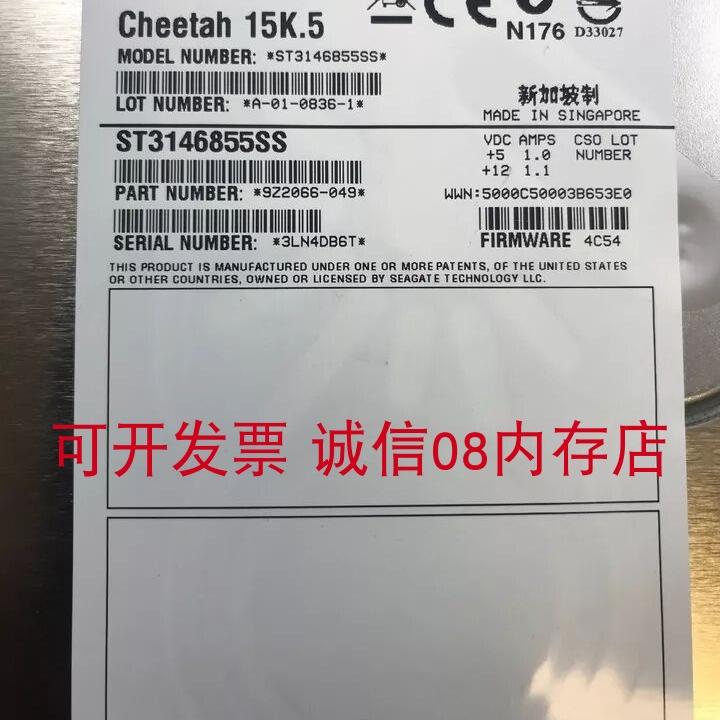 Cheetah 15K.5
N176 D33027
MODEL NUMBER: *ST3146855SS*
LOT NUMBER: *A-01-0836-1*
新加坡制
MADE IN SINGAPORE
ST3146855SS
VDC AMPS CSO LOT
+5 1.0 NUMBER
+12 1.1
PART NUMBER: *9Z2066-049*
WWN:5000C50003B653E0
SERIAL NUMBER: *3LN4DB6T*
FIRMWARE 4C54
THIS PRODUCT IS MANUFACTURED UNDER ONE OR MORE PATENTS, OF THE UNITED STATES
OR OTHER COUNTRIES, OWNED OR LICENSED BY SEAGATE TECHNOLOGY LLC.
可开发票 诚信08内存店